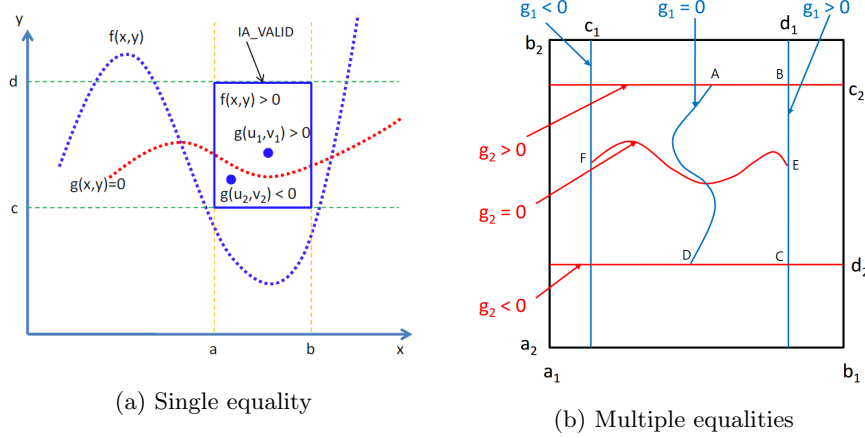 y
f(x,y)
IA_VALID
d
f(x,y) > 0
g(u₁,v₁) > 0
g(x,y)=0
g(u₂,v₂) < 0
c
a
b
x
(a) Single equality
g₁ < 0
c₁
g₁ = 0
d₁
g₁ > 0
b₂
A
B
c₂
g₂ > 0
F
E
g₂ = 0
D
C
d₂
g₂ < 0
a₂
a₁
b₁
(b) Multiple equalities